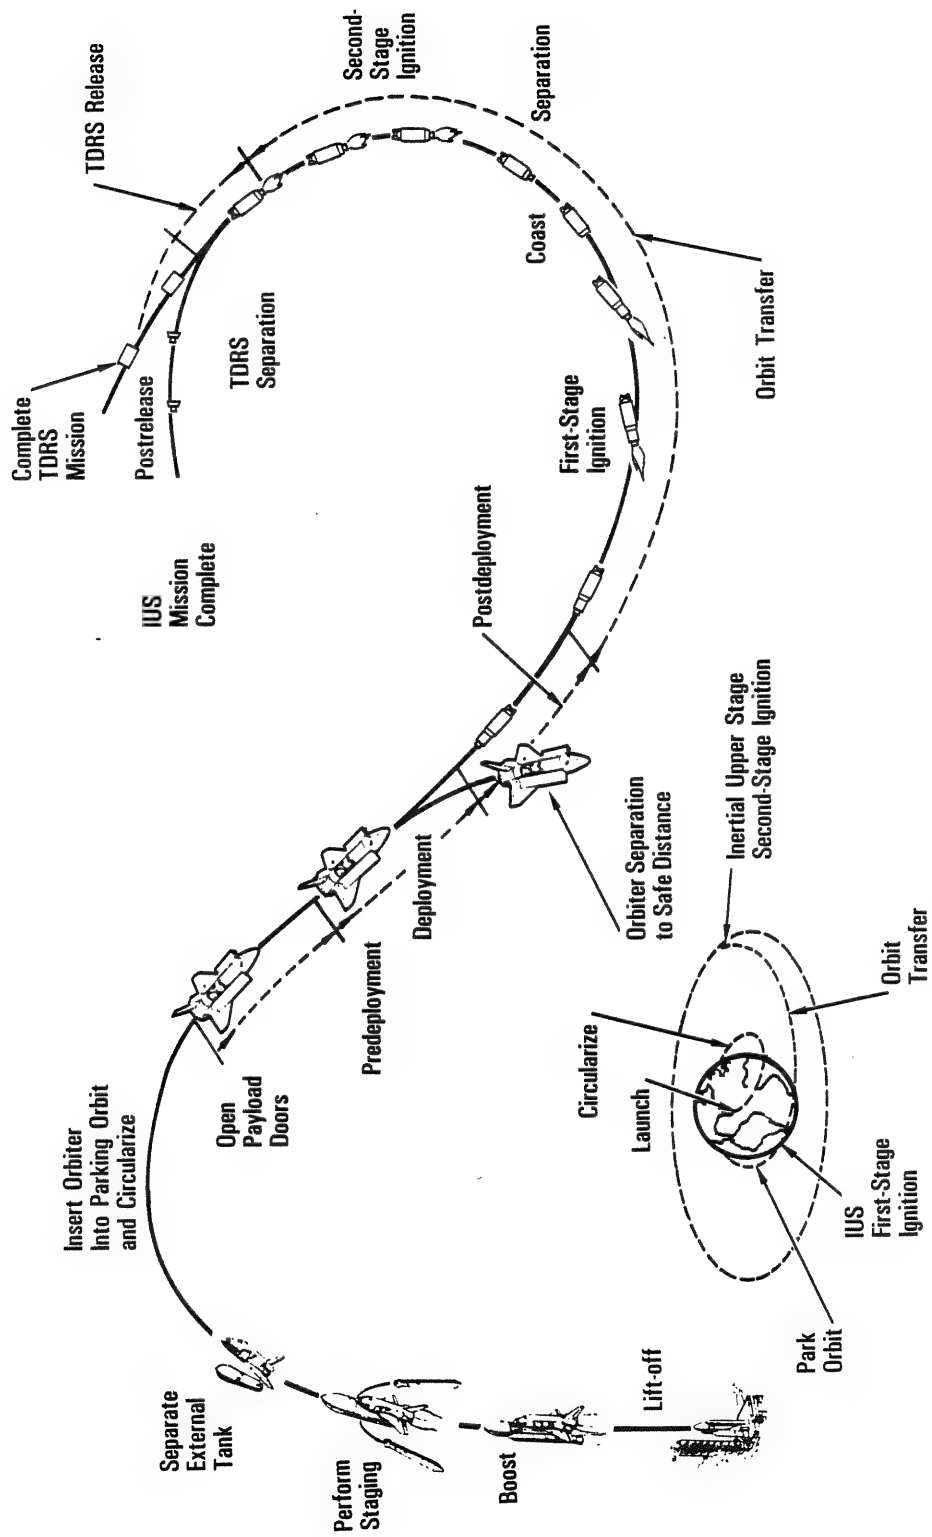 Lift-off
Boost
Perform
Staging
Separate
External
Tank
Insert Orbiter
Into Parking Orbit
and Circularize
Open
Payload
Doors
Predeployment
Deployment
Orbiter Separation
to Safe Distance
Postdeployment
First-Stage
Ignition
Orbit Transfer
Coast
Separation
Second-
Stage
Ignition
TDRS Release
TDRS
Separation
Postrelease
Complete
TDRS
Mission
IUS
Mission
Complete
Launch
Circularize
Park
Orbit
IUS
First-Stage
Ignition
Orbit
Transfer
Inertial Upper Stage
Second-Stage Ignition